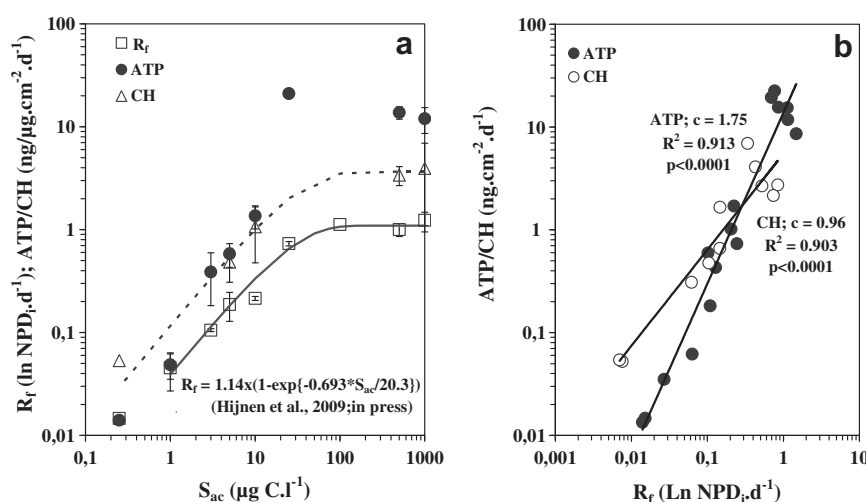 a
R_f
ATP
CH
R_f (ln NPD_i.d⁻¹); ATP/CH (ng/µg.cm⁻².d⁻¹)
100
10
1
0,1
0,01
R_f = 1.14x(1-exp{-0.693*S_ac/20.3})
(Hijnen et al., 2009;in press)
0,1
1
10
100
1000
S_ac (µg C.l⁻¹)
b
ATP
CH
ATP/CH (ng.cm⁻².d⁻¹)
100
10
1
0,1
0,01
ATP; c = 1.75
R² = 0.913
p<0.0001
CH; c = 0.96
R² = 0.903
p<0.0001
0,001
0,01
0,1
1
10
R_f (Ln NPD_i.d⁻¹)